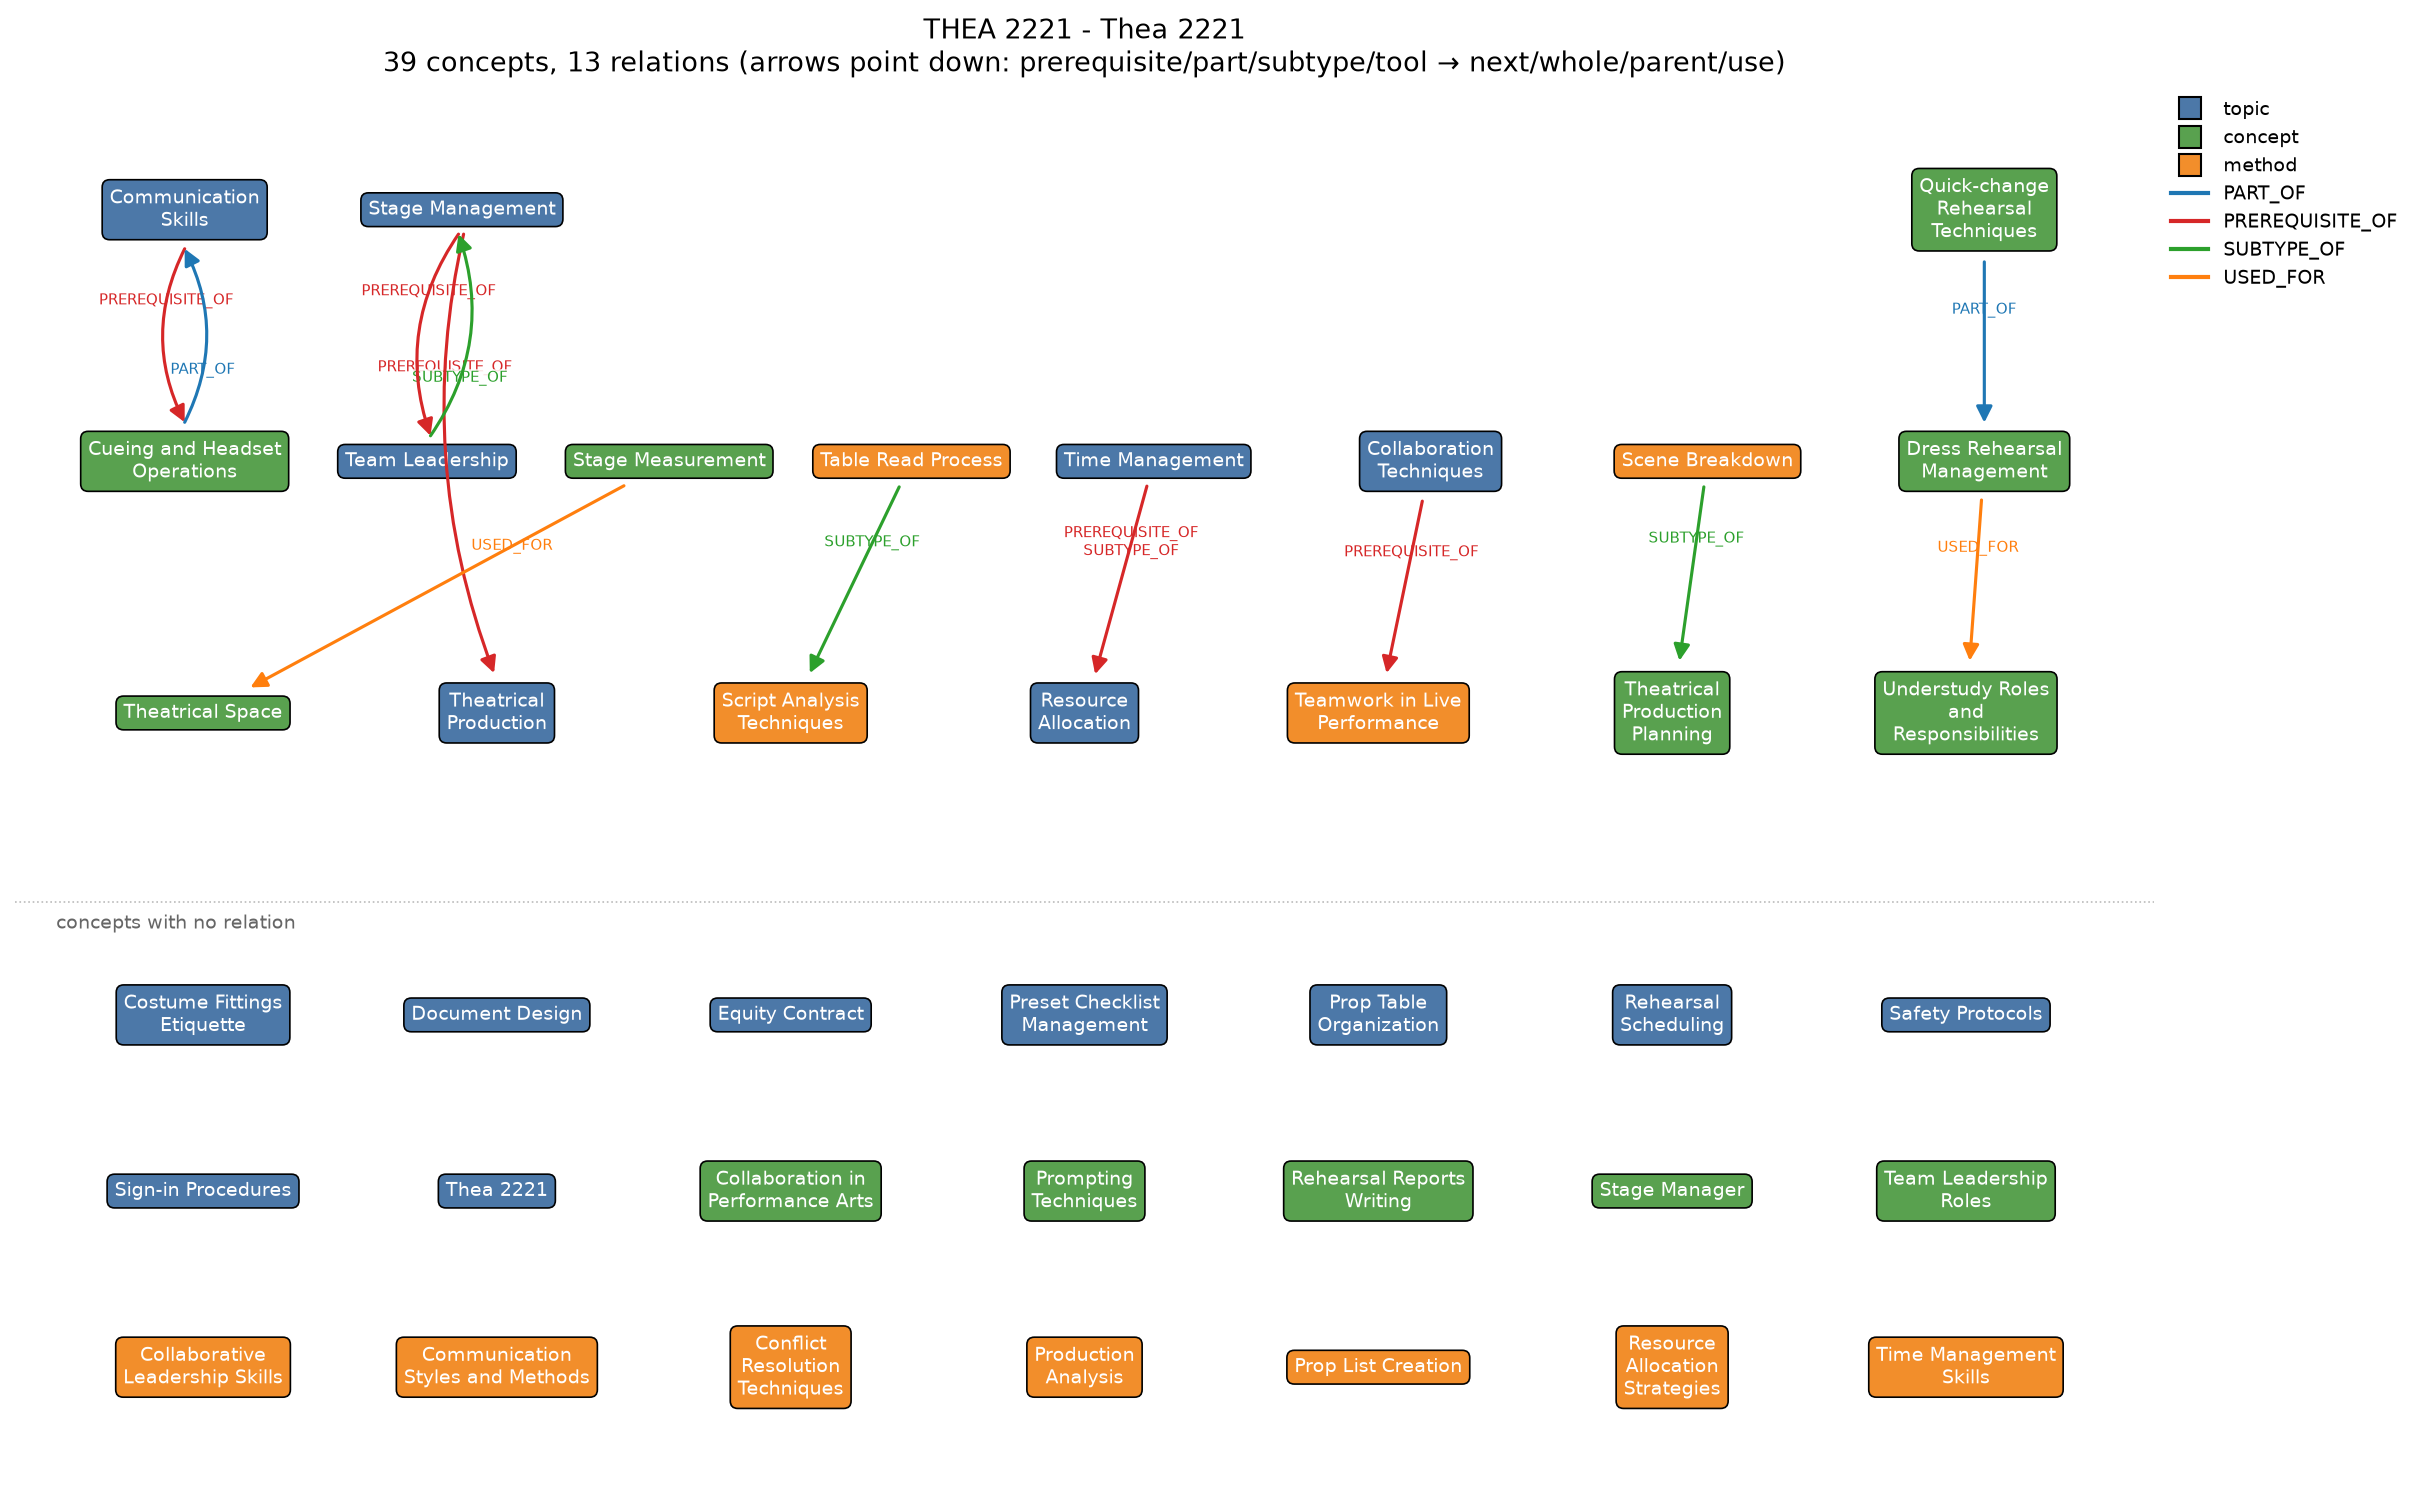 THEA 2221 - Thea 2221
39 concepts, 13 relations (arrows point down: prerequisite/part/subtype/tool → next/whole/parent/use)
topic
concept
method
PART_OF
PREREQUISITE_OF
SUBTYPE_OF
USED_FOR
Communication
Skills
Stage Management
Quick-change
Rehearsal
Techniques
PREREQUISITE_OF
PART_OF
PREREQUISITE_OF
PREREQUISITE_OF
SUBTYPE_OF
PART_OF
Cueing and Headset
Operations
Team Leadership
Stage Measurement
Table Read Process
Time Management
Collaboration
Techniques
Scene Breakdown
Dress Rehearsal
Management
USED_FOR
SUBTYPE_OF
PREREQUISITE_OF
SUBTYPE_OF
PREREQUISITE_OF
SUBTYPE_OF
USED_FOR
Theatrical Space
Theatrical
Production
Script Analysis
Techniques
Resource
Allocation
Teamwork in Live
Performance
Theatrical
Production
Planning
Understudy Roles
and
Responsibilities
concepts with no relation
Costume Fittings
Etiquette
Document Design
Equity Contract
Preset Checklist
Management
Prop Table
Organization
Rehearsal
Scheduling
Safety Protocols
Sign-in Procedures
Thea 2221
Collaboration in
Performance Arts
Prompting
Techniques
Rehearsal Reports
Writing
Stage Manager
Team Leadership
Roles
Collaborative
Leadership Skills
Communication
Styles and Methods
Conflict
Resolution
Techniques
Production
Analysis
Prop List Creation
Resource
Allocation
Strategies
Time Management
Skills